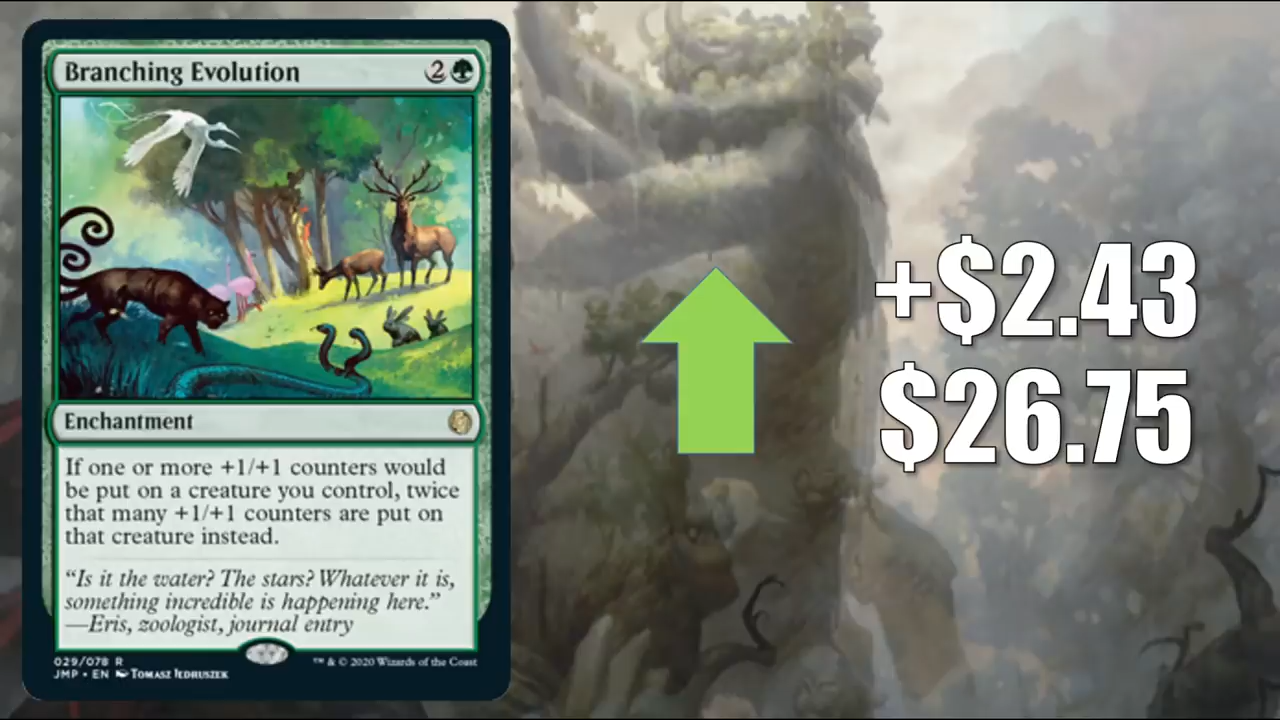 Branching Evolution 2
Enchantment
If one or more +1/+1 counters would
be put on a creature you control, twice
that many +1/+1 counters are put on
that creature instead.
“Is it the water? The stars? Whatever it is,
something incredible is happening here.”
—Eris, zoologist, journal entry
029/078 R
JMP • EN Tomasz Jedruszek
™ & © 2020 Wizards of the Coast
+$2.43
$26.75